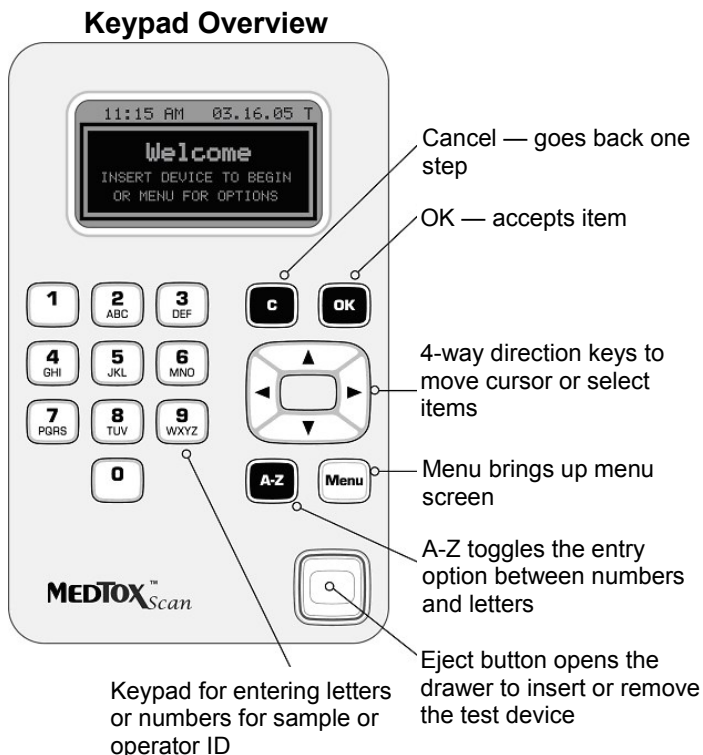 Keypad Overview
11:15 AM 03.16.05 T
Welcome
INSERT DEVICE TO BEGIN
OR MENU FOR OPTIONS
Cancel — goes back one
step
OK — accepts item
C
OK
1
2
ABC
3
DEF
4
GHI
5
JKL
6
MNO
4-way direction keys to
move cursor or select
items
7
PQRS
8
TUV
9
WXYZ
0
A-Z
Menu
Menu brings up menu
screen
A-Z toggles the entry
option between numbers
and letters
MEDTOX™ Scan
Eject button opens the
drawer to insert or remove
the test device
Keypad for entering letters
or numbers for sample or
operator ID